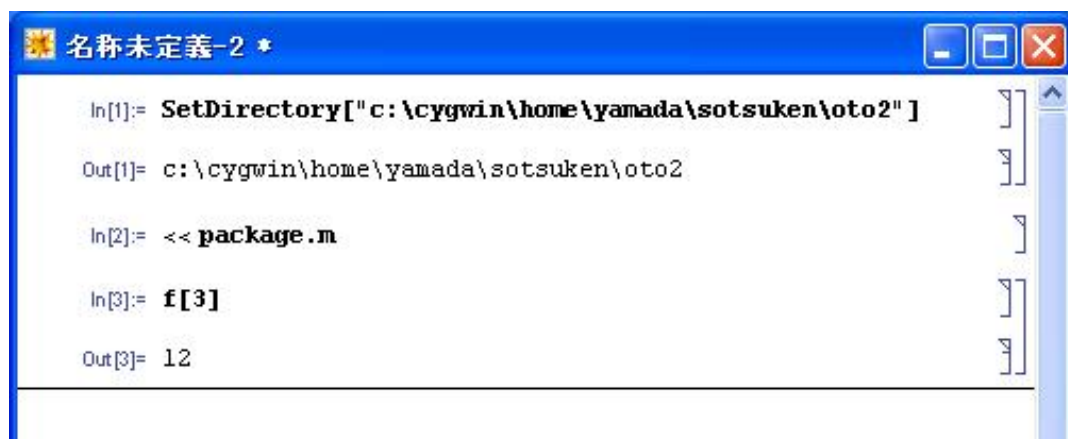 名称未定義-2 *
In[1]:= SetDirectory["c:\cygwin\home\yamada\sotsuken\oto2"]
Out[1]= c:\cygwin\home\yamada\sotsuken\oto2
In[2]:= << package.m
In[3]:= f[3]
Out[3]= 12